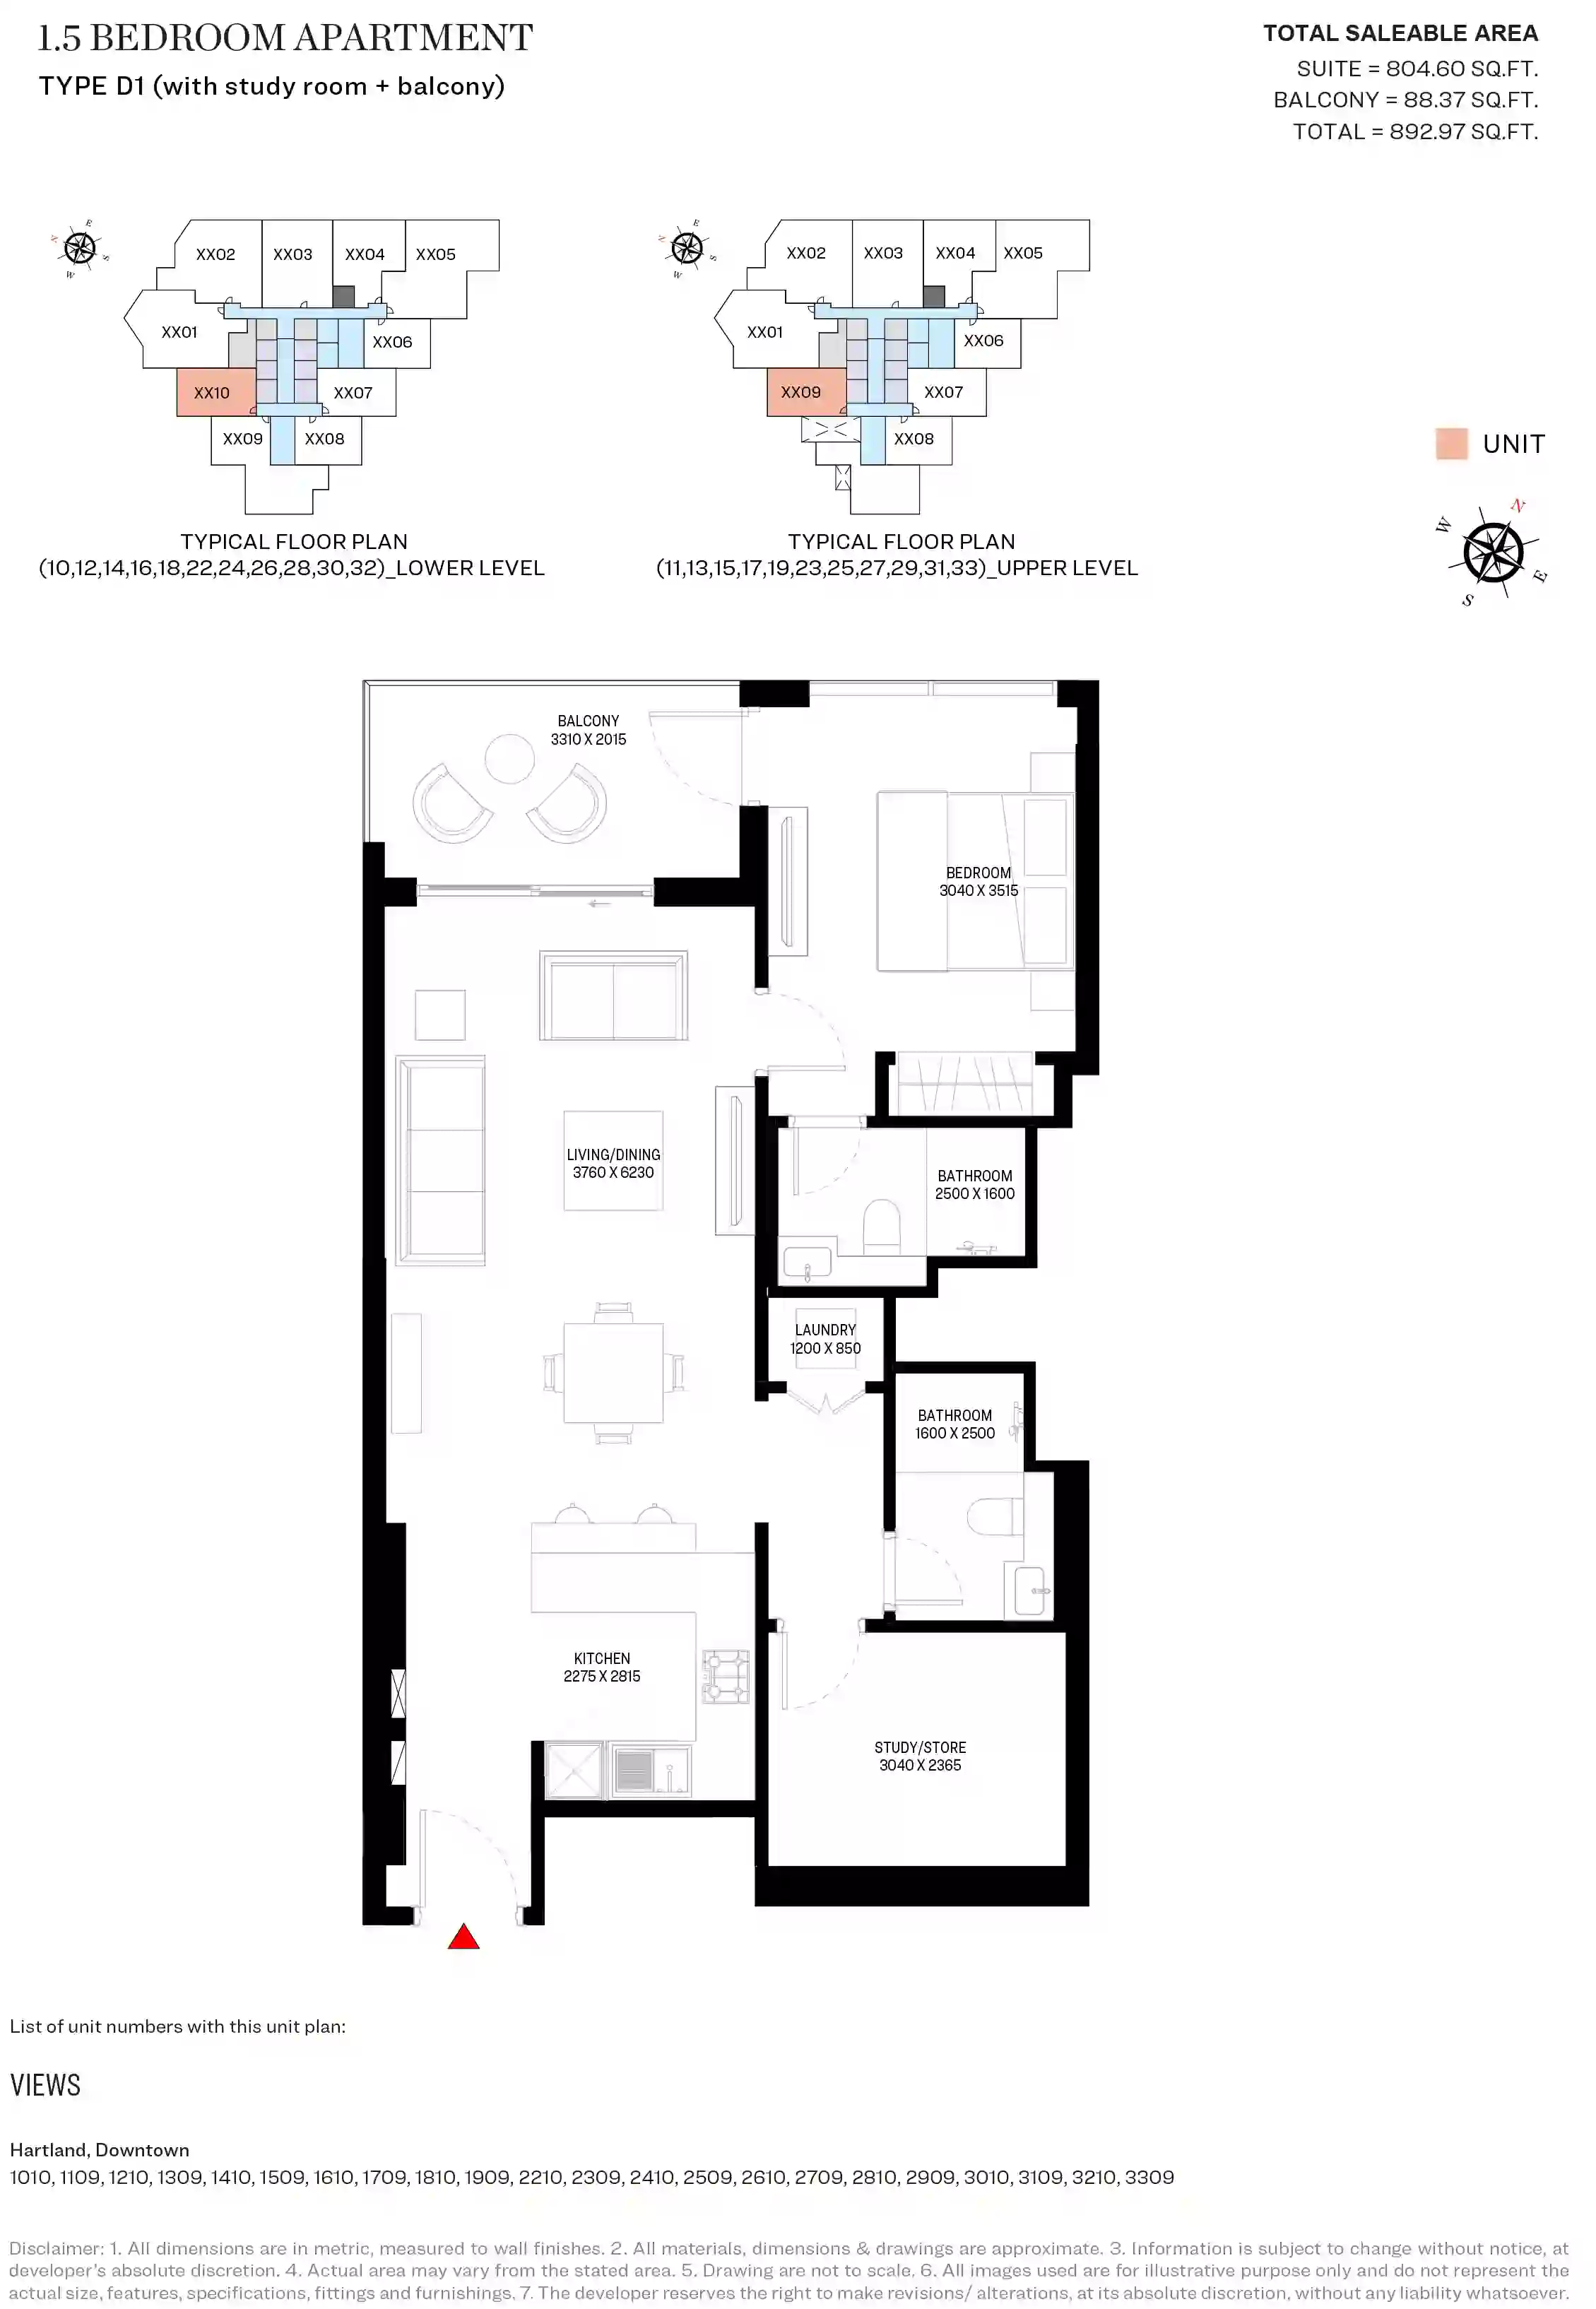 1.5 BEDROOM APARTMENT
TYPE D1 (with study room + balcony)
TOTAL SALEABLE AREA
SUITE = 804.60 SQ.FT.
BALCONY = 88.37 SQ.FT.
TOTAL = 892.97 SQ.FT.
N E S W
XX02 XX03 XX04 XX05
XX01 XX06
XX10 XX07
XX09 XX08
TYPICAL FLOOR PLAN
(10,12,14,16,18,22,24,26,28,30,32)_LOWER LEVEL
N E S W
XX02 XX03 XX04 XX05
XX01 XX06
XX09 XX07
XX08
TYPICAL FLOOR PLAN
(11,13,15,17,19,23,25,27,29,31,33)_UPPER LEVEL
UNIT
N
W
E
S
BALCONY
3310 X 2015
BEDROOM
3040 X 3515
LIVING/DINING
3760 X 6230
BATHROOM
2500 X 1600
LAUNDRY
1200 X 850
BATHROOM
1600 X 2500
KITCHEN
2275 X 2815
STUDY/STORE
3040 X 2365
List of unit numbers with this unit plan:
VIEWS
Hartland, Downtown
1010, 1109, 1210, 1309, 1410, 1509, 1610, 1709, 1810, 1909, 2210, 2309, 2410, 2509, 2610, 2709, 2810, 2909, 3010, 3109, 3210, 3309
Disclaimer: 1. All dimensions are in metric, measured to wall finishes. 2. All materials, dimensions & drawings are approximate. 3. Information is subject to change without notice, at
developer's absolute discretion. 4. Actual area may vary from the stated area. 5. Drawing are not to scale. 6. All images used are for illustrative purpose only and do not represent the
actual size, features, specifications, fittings and furnishings. 7. The developer reserves the right to make revisions/ alterations, at its absolute discretion, without any liability whatsoever.